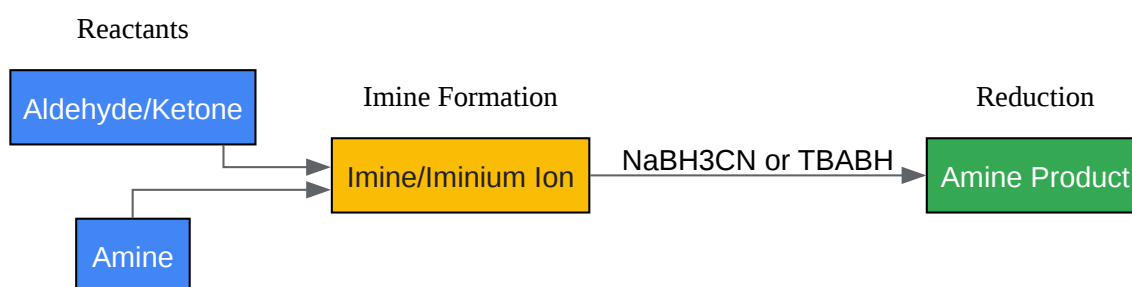 Reactants
Aldehyde/Ketone
Amine
Imine Formation
Imine/Iminium Ion
NaBH3CN or TBABH
Reduction
Amine Product